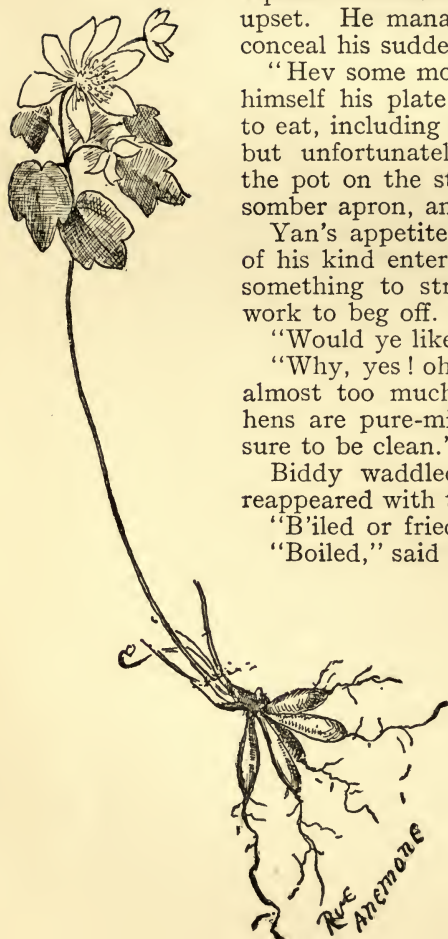 upset. He mana
conceal his sudde
"Hev some mo
himself his plate
to eat, including
but unfortunatel
the pot on the st
somber apron, an
Yan's appetite
of his kind enter
something to str
work to beg off.
"Would ye like
"Why, yes! oh
almost too much
hens are pure-mi
sure to be clean."
Biddy waddled
reappeared with t
"B'iled or fried
"Boiled," said
Rue
Anemone